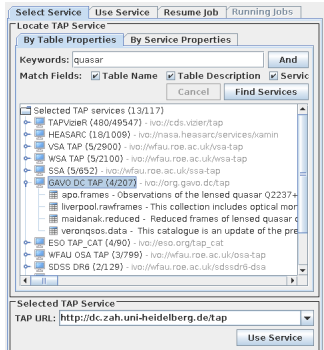 Select Service Use Service Resume Job Running Jobs
Locate TAP Service
By Table Properties By Service Properties
Keywords: quasar And
Match Fields: Table Name Table Description Servic
Cancel Find Services
Selected TAP services (13/117)
TAPVizieR (480/49547) - ivo://cds.vizier/tap
HEASARC (18/1009) - ivo://nasa.heasarc/services/xamin
VSA TAP (5/2900) - ivo://wfau.roe.ac.uk/vsa-tap
WSA TAP (5/2100) - ivo://wfau.roe.ac.uk/wsa-tap
SSA (5/652) - ivo://wfau.roe.ac.uk/ssa-tap
GAVO DC TAP (4/207) - ivo://org.gavo.dc/tap
apo.frames - Observations of the lensed quasar Q2237+
liverpool.rawframes - This collection includes optical mor
maidanak.reduced - Reduced frames of lensed quasar c
veronqsos.data - This catalogue is an update of the pre
ESO TAP_CAT (4/90) - ivo://eso.org/tap_cat
WFAU OSA TAP (3/799) - ivo://wfau.roe.ac.uk/osa-tap
SDSS DR6 (2/129) - ivo://wfau.roe.ac.uk/sdssdr6-dsa
Selected TAP Service
TAP URL: http://dc.zah.uni-heidelberg.de/tap
Use Service